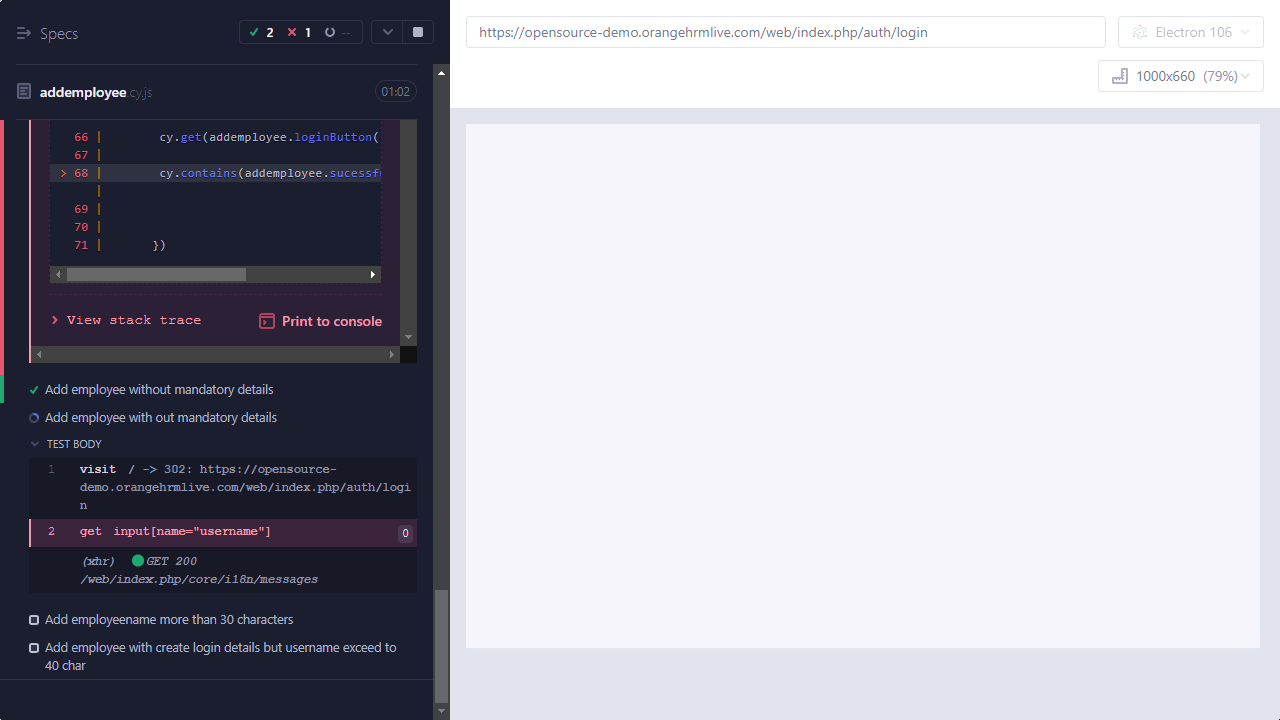 Specs
2
1
--
https://opensource-demo.orangehrmlive.com/web/index.php/auth/login
Electron 106
1000x660 (79%)
addemployee.cy.js
01:02
66 | cy.get(addemployee.loginButton(
67 |
> 68 | cy.contains(addemployee.sucessf
|
69 |
70 |
71 | })
View stack trace
Print to console
Add employee without mandatory details
Add employee with out mandatory details
TEST BODY
1 visit / -> 302: https://opensource-
demo.orangehrmlive.com/web/index.php/auth/logi
n
2 get input[name="username"] 0
(xhr) GET 200
/web/index.php/core/i18n/messages
Add employeename more than 30 characters
Add employee with create login details but username exceed to
40 char